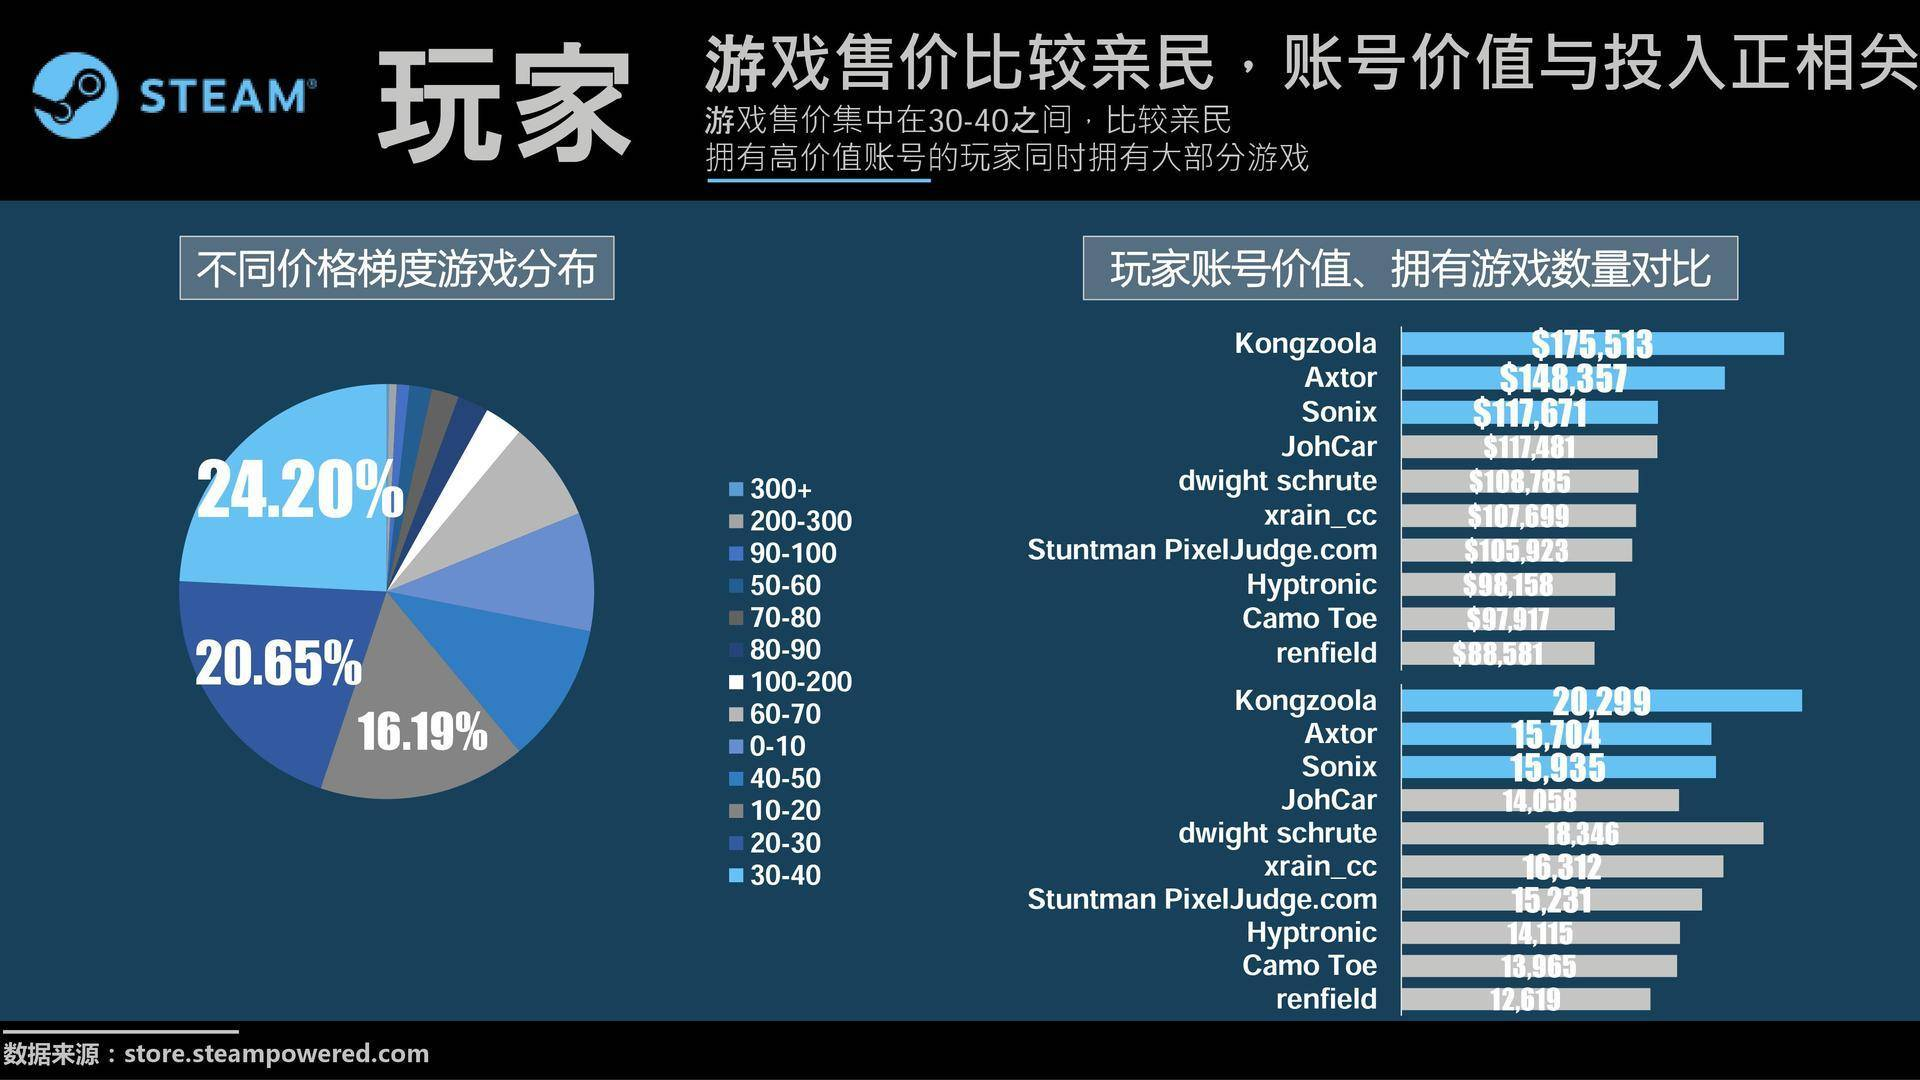 STEAM®
玩家
游戏售价比较亲民，账号价值与投入正相关
游戏售价集中在30-40之间，比较亲民
拥有高价值账号的玩家同时拥有大部分游戏
不同价格梯度游戏分布
24.20%
20.65%
16.19%
300+
200-300
90-100
50-60
70-80
80-90
100-200
60-70
0-10
40-50
10-20
20-30
30-40
玩家账号价值、拥有游戏数量对比
Kongzoola $175,513
Axtor $148,357
Sonix $117,671
JohCar $117,481
dwight schrute $108,785
xrain_cc $107,699
Stuntman PixelJudge.com $105,923
Hyptronic $98,158
Camo Toe $97,917
renfield $88,581
Kongzoola 20,299
Axtor 15,704
Sonix 15,935
JohCar 14,058
dwight schrute 18,346
xrain_cc 16,312
Stuntman PixelJudge.com 15,231
Hyptronic 14,115
Camo Toe 13,965
renfield 12,619
数据来源：store.steampowered.com